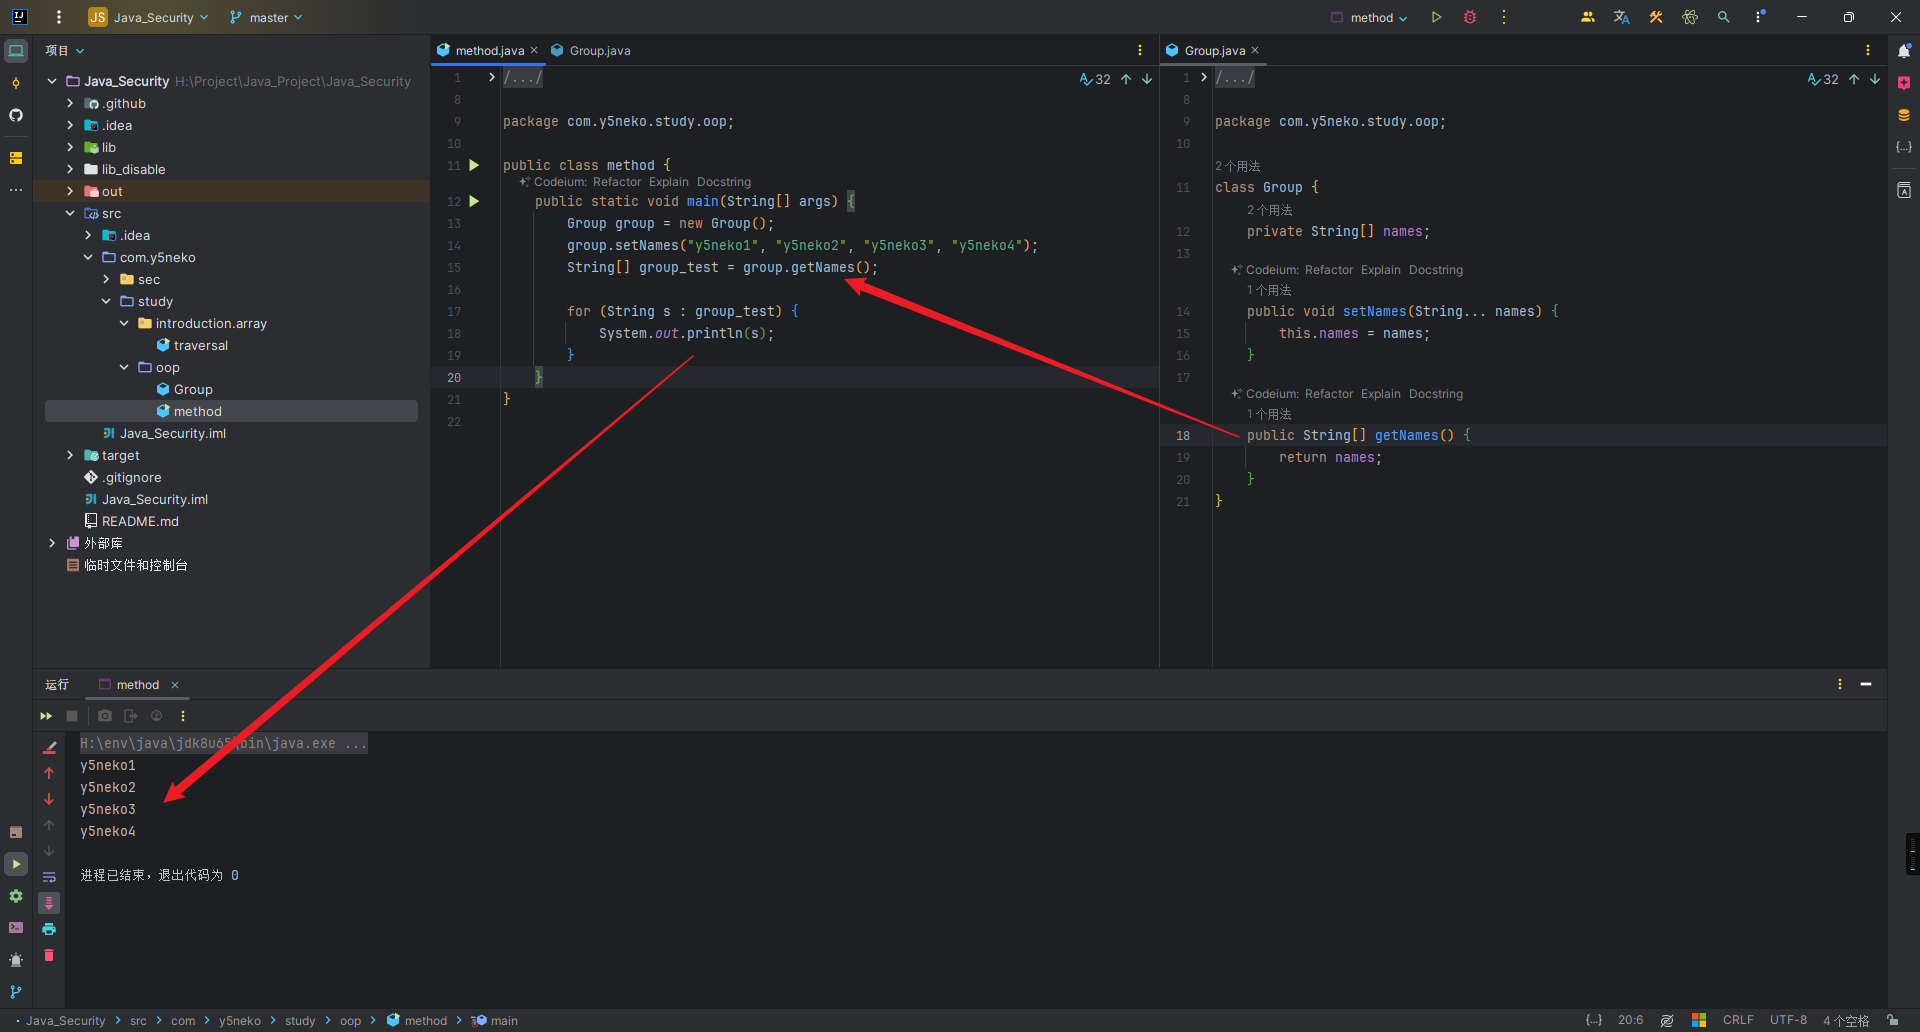 JS Java_Security master method
项目
Java_Security H:\Project\Java_Project\Java_Security
.github
.idea
lib
lib_disable
out
src
.idea
com.y5neko
sec
study
introduction.array
traversal
oop
Group
method
Java_Security.iml
target
.gitignore
Java_Security.iml
README.md
外部库
临时文件和控制台
method.java Group.java
32
1 /.../
8
9 package com.y5neko.study.oop;
10
11 public class method {
Codeium: Refactor Explain Docstring
12 public static void main(String[] args) {
13 Group group = new Group();
14 group.setNames("y5neko1", "y5neko2", "y5neko3", "y5neko4");
15 String[] group_test = group.getNames();
16
17 for (String s : group_test) {
18 System.out.println(s);
19 }
20 }
21 }
22
Group.java
32
1 /.../
8
9 package com.y5neko.study.oop;
10
2个用法
11 class Group {
2个用法
12 private String[] names;
13
Codeium: Refactor Explain Docstring
1个用法
14 public void setNames(String... names) {
15 this.names = names;
16 }
17
Codeium: Refactor Explain Docstring
1个用法
18 public String[] getNames() {
19 return names;
20 }
21 }
运行 method
H:\env\java\jdk8u65\bin\java.exe ...
y5neko1
y5neko2
y5neko3
y5neko4
进程已结束，退出代码为 0
Java_Security src com y5neko study oop method main
{...} 20:6 CRLF UTF-8 4 个空格